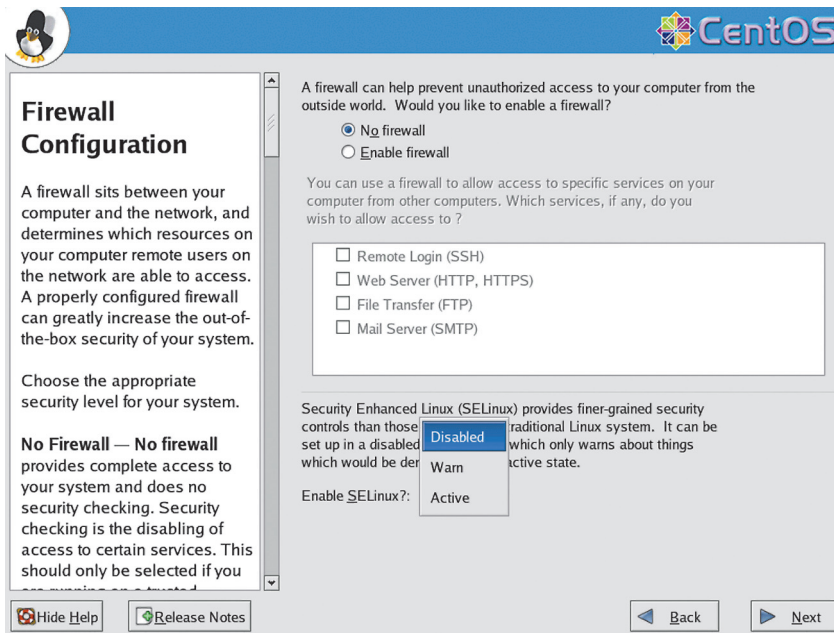 CentOS
Firewall
Configuration
A firewall sits between your
computer and the network, and
determines which resources on
your computer remote users on
the network are able to access.
A properly configured firewall
can greatly increase the out-of-
the-box security of your system.
Choose the appropriate
security level for your system.
No Firewall — No firewall
provides complete access to
your system and does no
security checking. Security
checking is the disabling of
access to certain services. This
should only be selected if you
are running on a trusted
A firewall can help prevent unauthorized access to your computer from the
outside world. Would you like to enable a firewall?
No firewall
Enable firewall
You can use a firewall to allow access to specific services on your
computer from other computers. Which services, if any, do you
wish to allow access to ?
Remote Login (SSH)
Web Server (HTTP, HTTPS)
File Transfer (FTP)
Mail Server (SMTP)
Security Enhanced Linux (SELinux) provides finer-grained security
controls than those traditional Linux system. It can be
set up in a disabled which only warns about things
which would be active state.
Enable SELinux?:
Disabled
Warn
Active
Hide Help
Release Notes
Back
Next